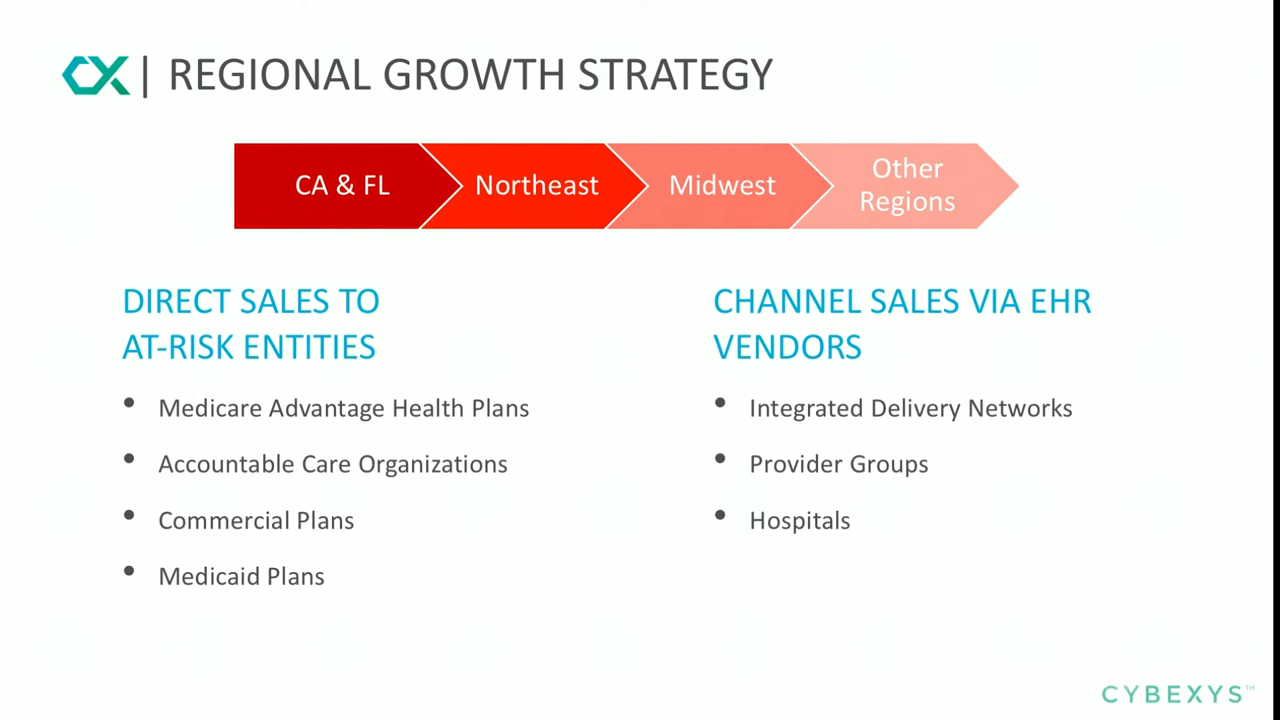 CX | REGIONAL GROWTH STRATEGY
CA & FL
Northeast
Midwest
Other
Regions
DIRECT SALES TO
AT-RISK ENTITIES
• Medicare Advantage Health Plans
• Accountable Care Organizations
• Commercial Plans
• Medicaid Plans
CHANNEL SALES VIA EHR
VENDORS
• Integrated Delivery Networks
• Provider Groups
• Hospitals
CYBEXYS™